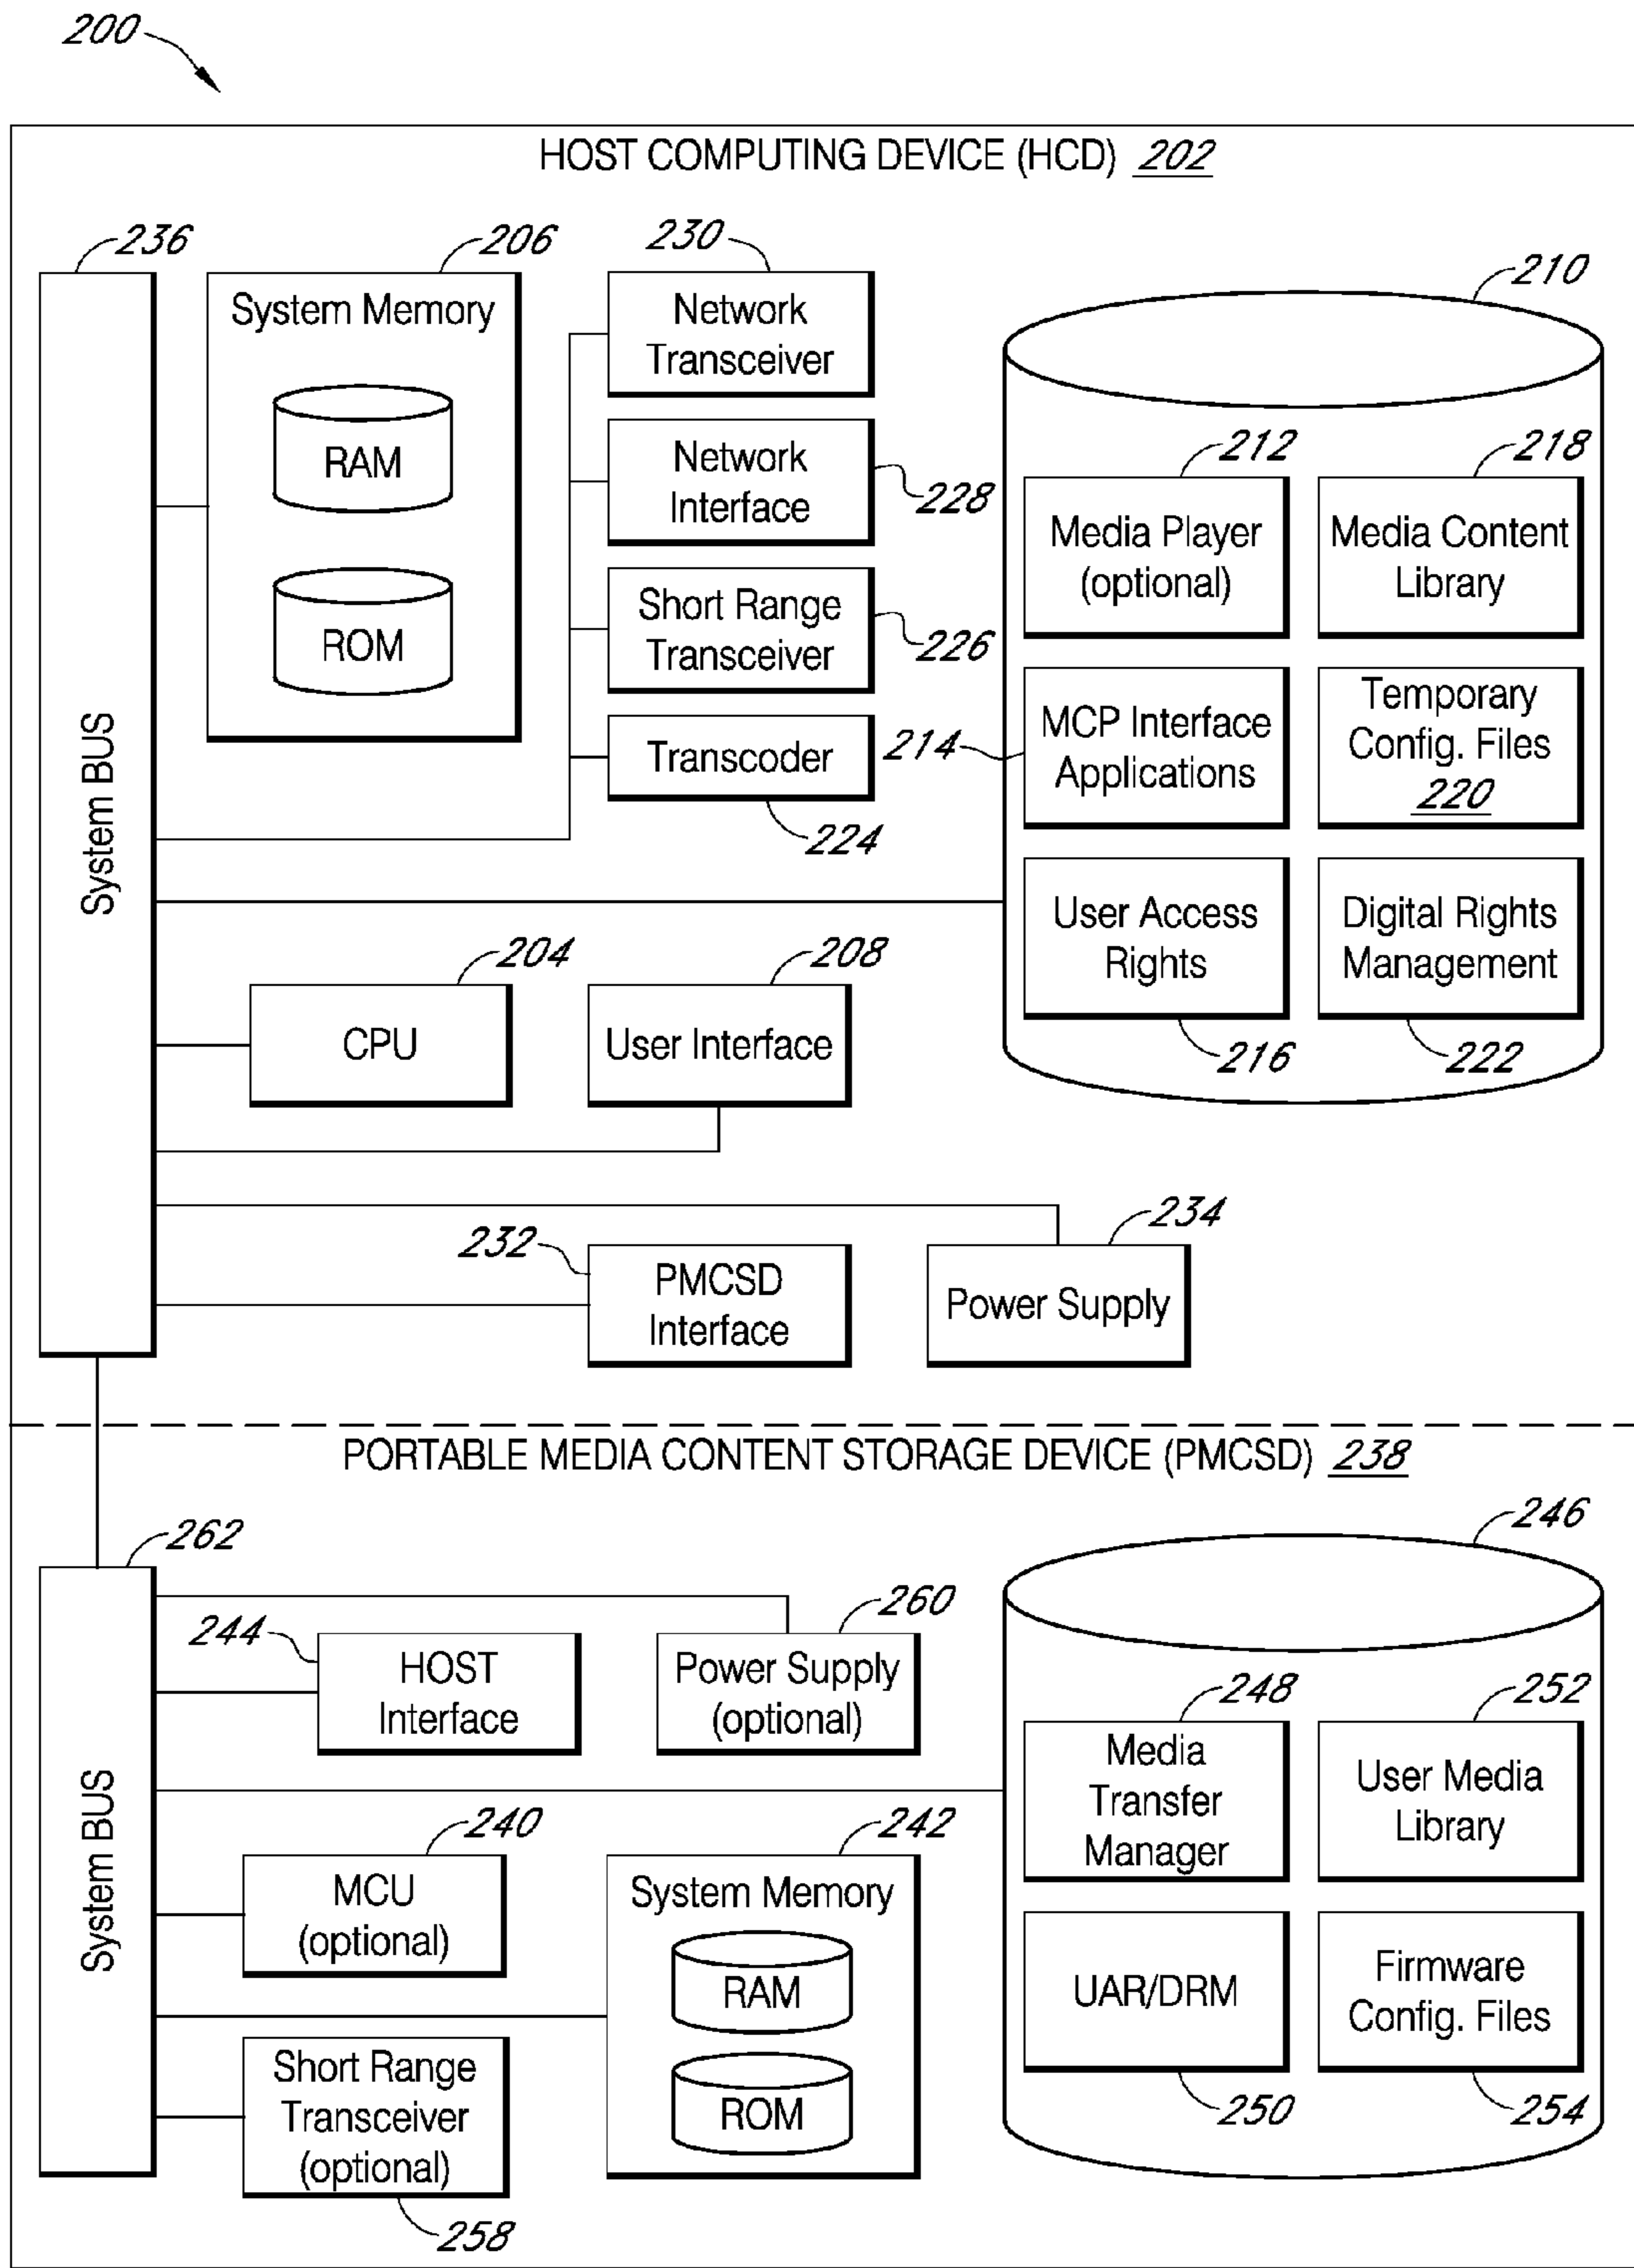 200
HOST COMPUTING DEVICE (HCD) 202
236
206
230
210
System Memory
RAM
ROM
Network
Transceiver
Network
Interface
228
Short Range
Transceiver
226
Transcoder
224
System BUS
212
218
Media Player
(optional)
Media Content
Library
214
MCP Interface
Applications
Temporary
Config. Files
220
User Access
Rights
Digital Rights
Management
216
222
204
208
CPU
User Interface
232
234
PMCSD
Interface
Power Supply
PORTABLE MEDIA CONTENT STORAGE DEVICE (PMCSD) 238
262
246
244
260
HOST
Interface
Power Supply
(optional)
System BUS
248
252
Media
Transfer
Manager
User Media
Library
240
242
MCU
(optional)
System Memory
RAM
ROM
UAR/DRM
Firmware
Config. Files
250
254
Short Range
Transceiver
(optional)
258